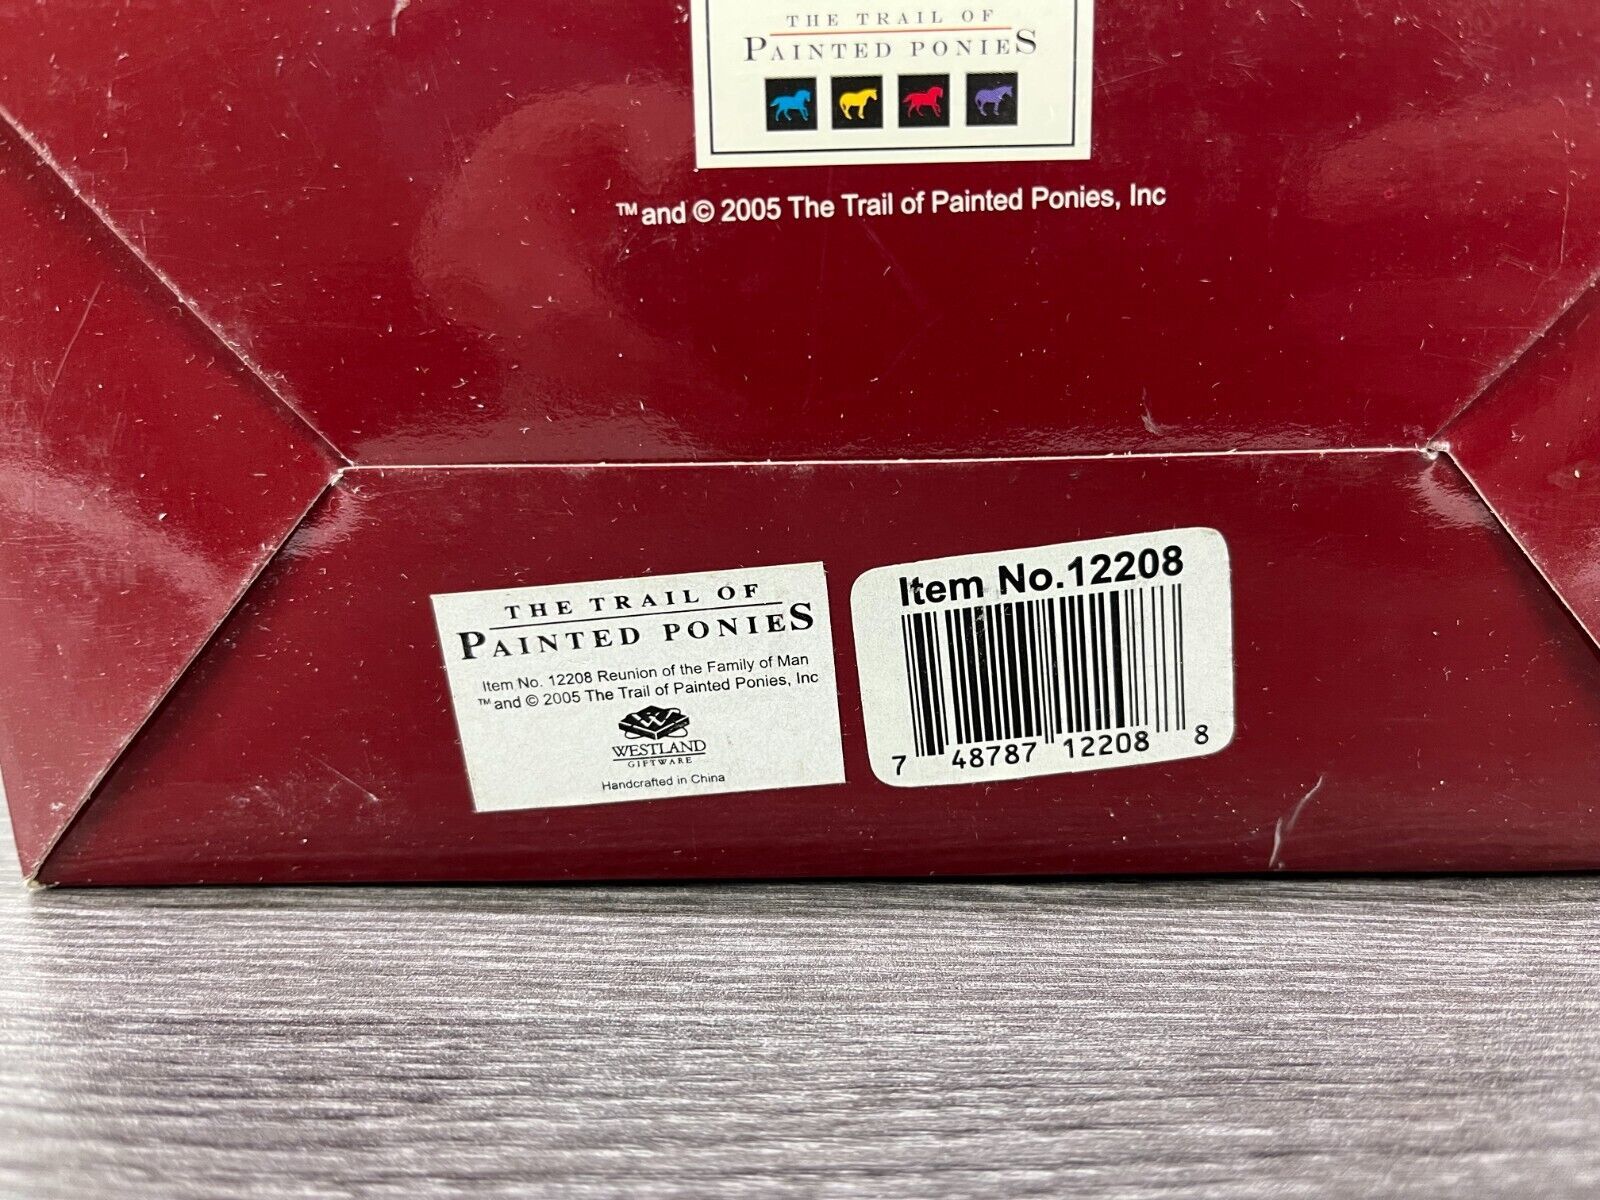 THE TRAIL OF
PAINTED PONIES
™ and © 2005 The Trail of Painted Ponies, Inc
THE TRAIL OF
PAINTED PONIES
Item No. 12208 Reunion of the Family of Man
™ and © 2005 The Trail of Painted Ponies, Inc
WESTLAND
GIFTWARE
Handcrafted in China
Item No.12208
7 48787 12208 8